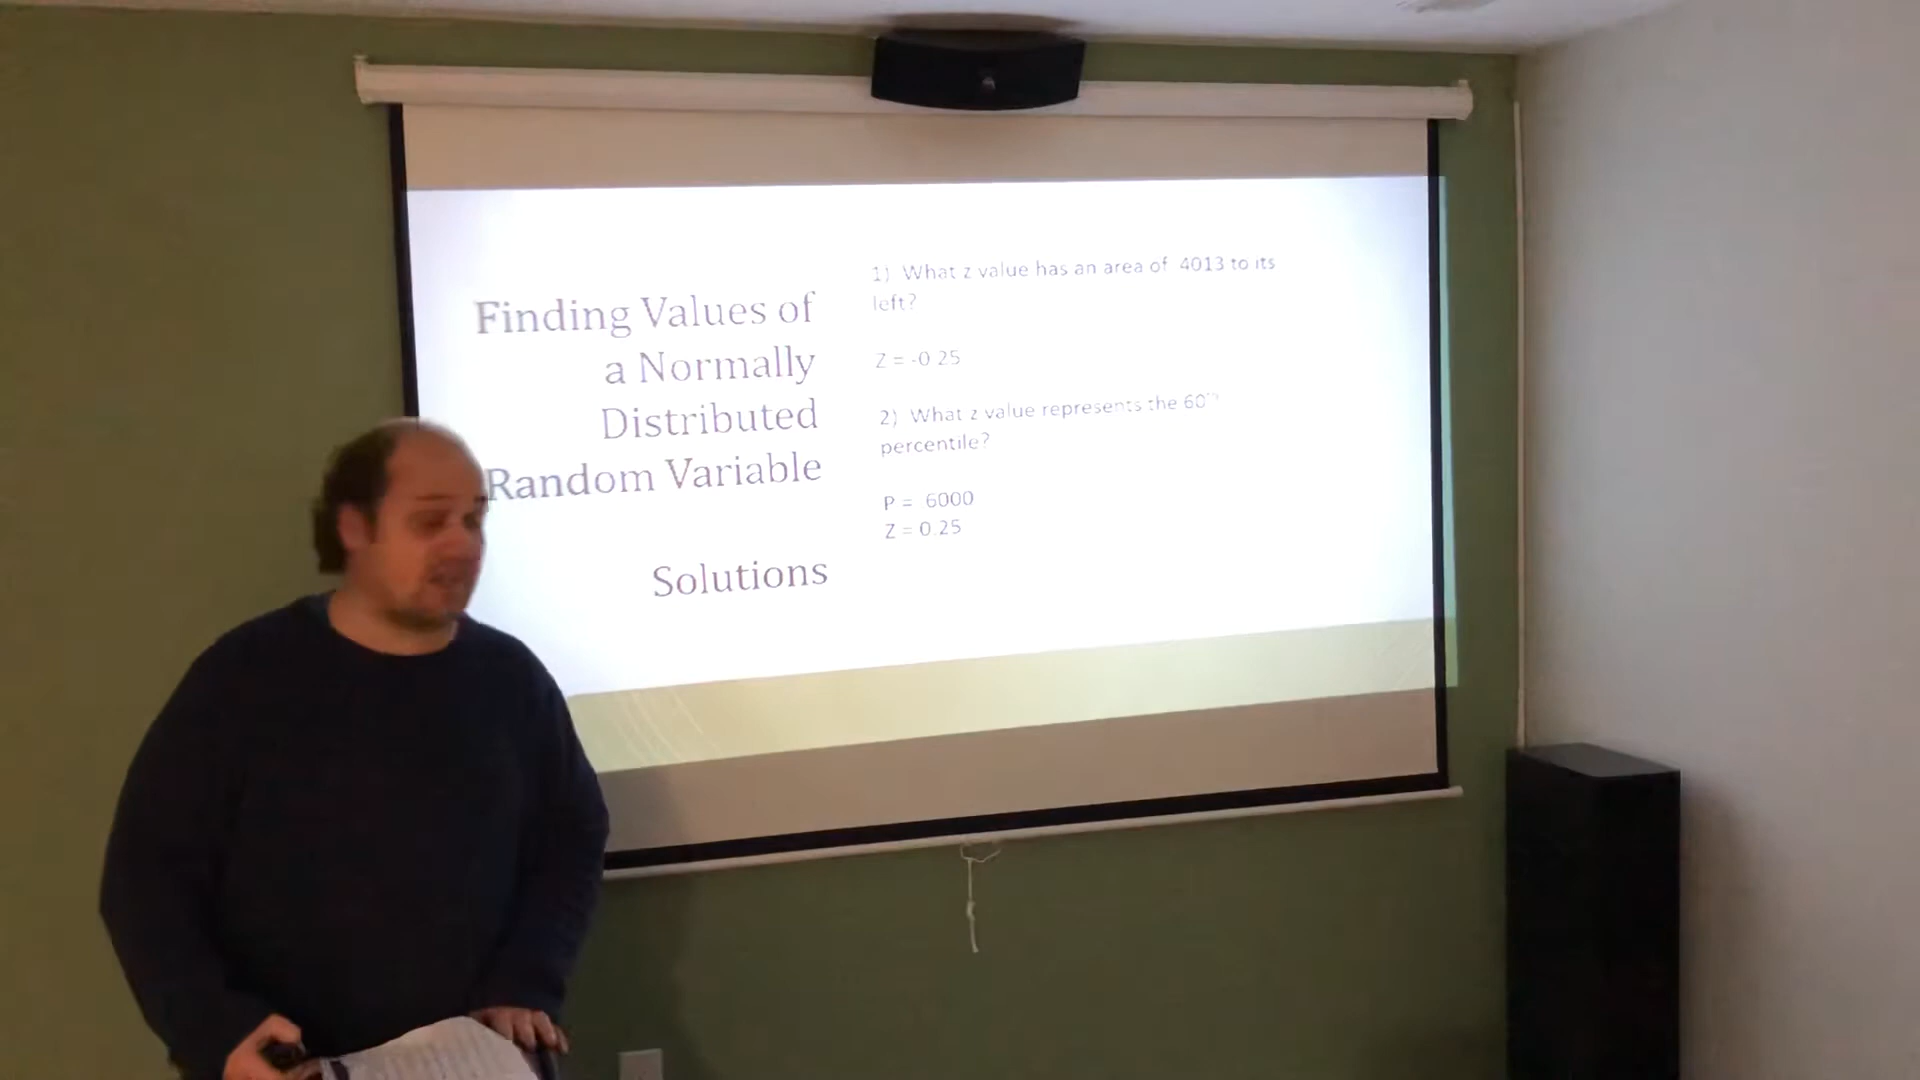 Finding Values of
a Normally
Distributed
Random Variable
Solutions
1) What z value has an area of .4013 to its
left?
Z = -0.25
2) What z value represents the 60th
percentile?
P = .6000
Z = 0.25